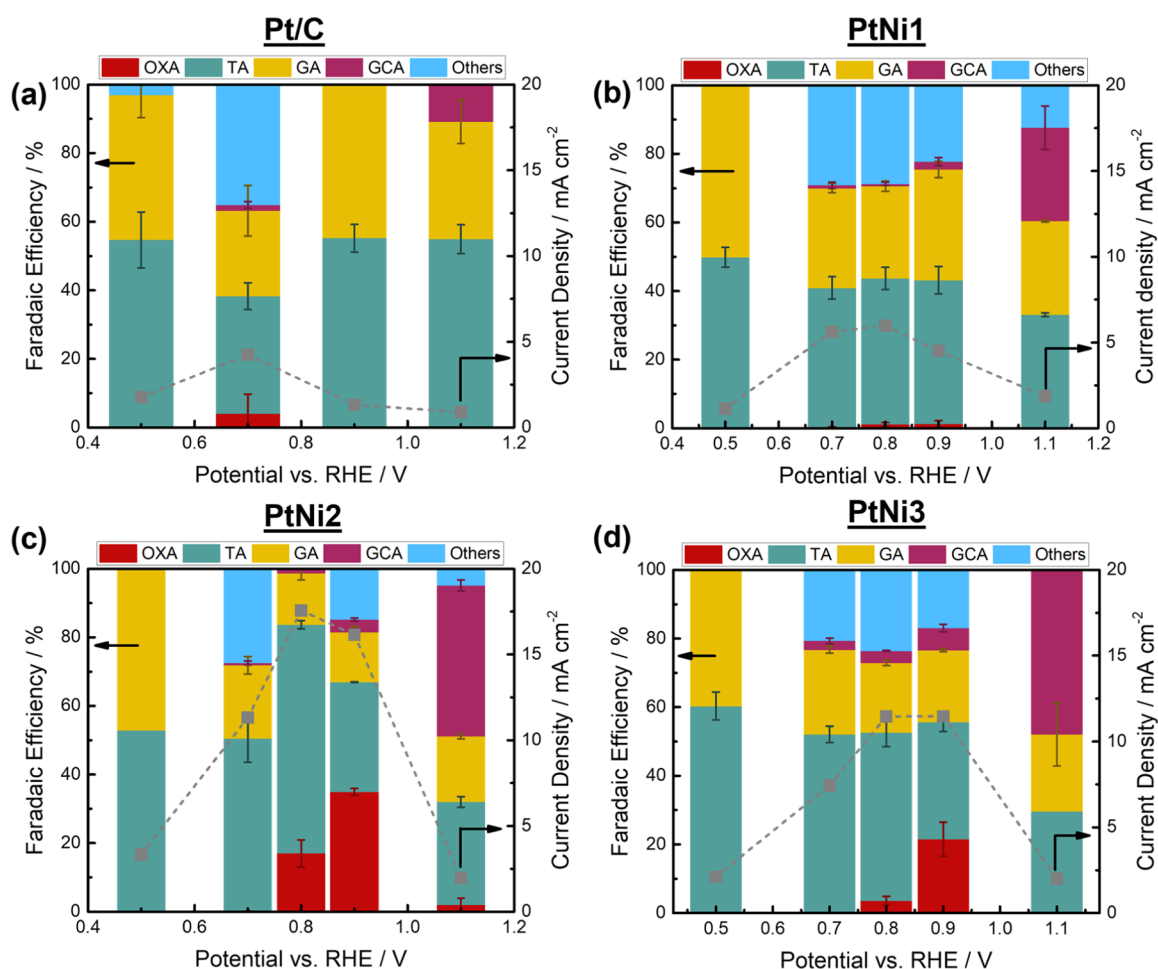 Pt/C
(a)
OXA TA GA GCA Others
Faradaic Efficiency / %
100
80
60
40
20
0
20
15
10
5
0
Current Density / mA cm-2
0.4 0.6 0.8 1.0 1.2
Potential vs. RHE / V
PtNi1
(b)
OXA TA GA GCA Others
Faradaic Efficiency / %
100
80
60
40
20
0
20
15
10
5
0
Current density / mA cm-2
0.4 0.5 0.6 0.7 0.8 0.9 1.0 1.1 1.2
Potential vs. RHE / V
PtNi2
(c)
OXA TA GA GCA Others
Faradaic Efficiency / %
100
80
60
40
20
0
20
15
10
5
0
Current Density / mA cm-2
0.4 0.6 0.8 1.0 1.2
Potential vs. RHE / V
PtNi3
(d)
OXA TA GA GCA Others
Faradaic Efficiency / %
100
80
60
40
20
0
20
15
10
5
0
Current Density / mA cm-2
0.5 0.6 0.7 0.8 0.9 1.0 1.1
Potential vs. RHE / V